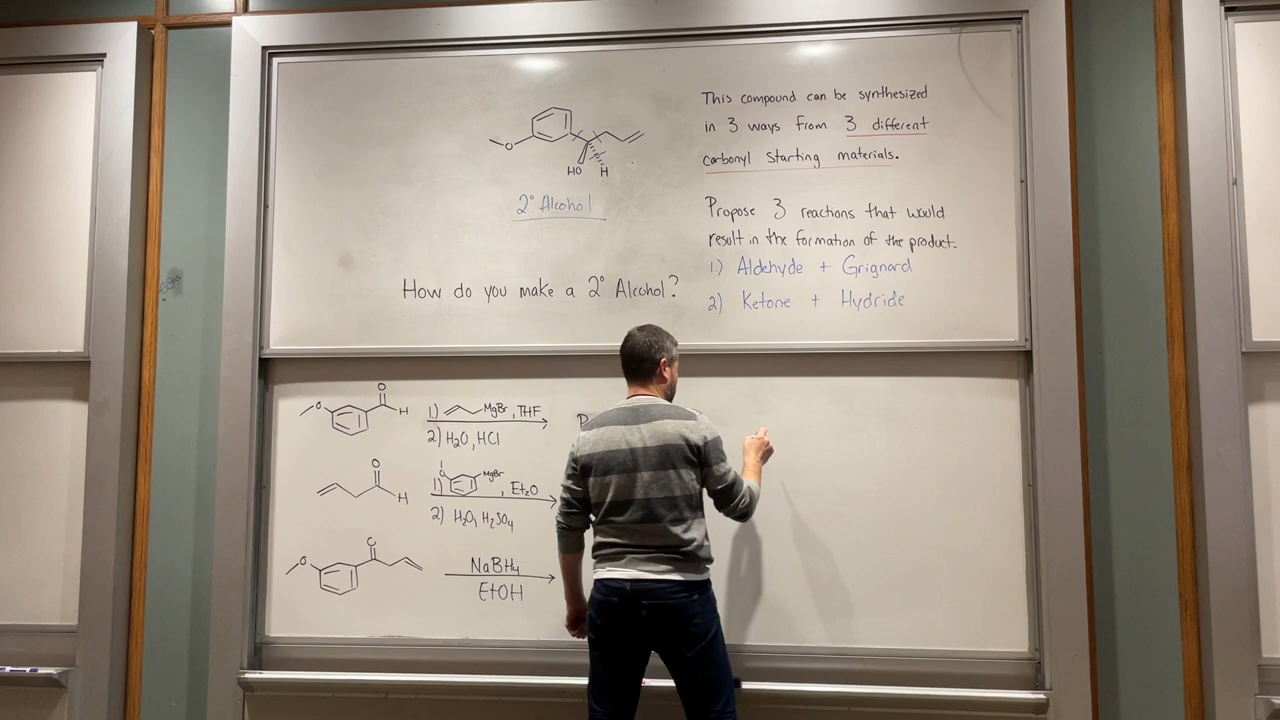 This compound can be synthesized
in 3 ways from 3 different
carbonyl starting materials.
O
HO H
2° Alcohol
Propose 3 reactions that would
result in the formation of the product.
1.) Aldehyde + Grignard
2) Ketone + Hydride
How do you make a 2° Alcohol?
O O H
1) MgBr, THF
2) H2O, HCl
P
O H
1) O MgBr, Et2O
2) H2O, H2SO4
O O
NaBH4
EtOH